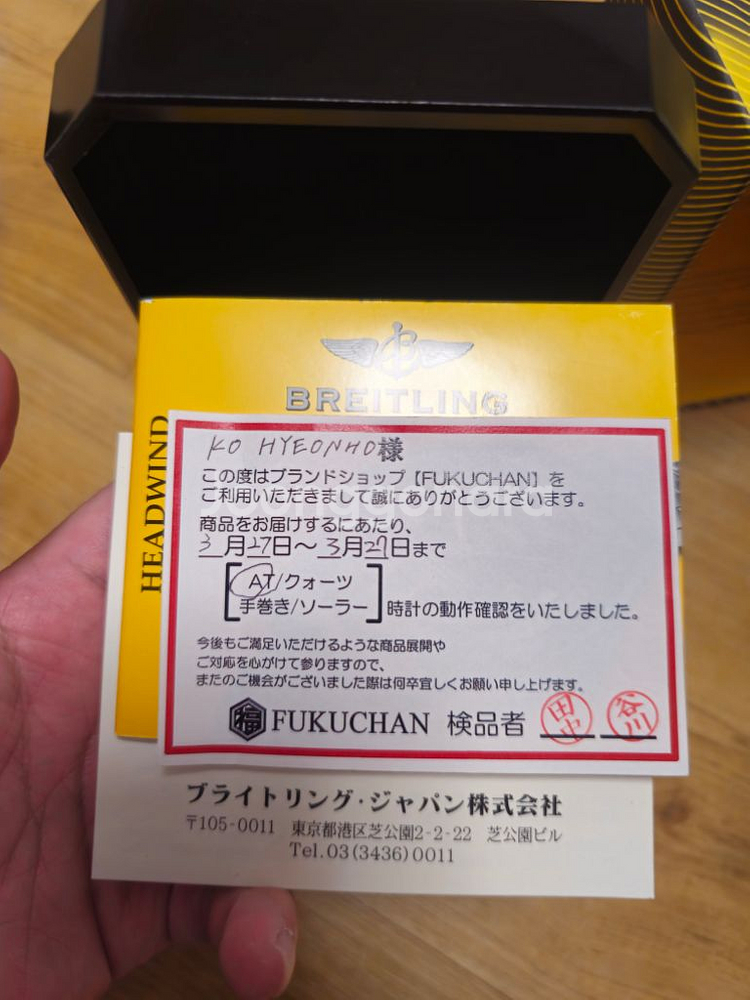 BREITLING
HEADWIND
KO HYEONHO様
この度はブランドショップ【FUKUCHAN】を
ご利用いただきまして誠にありがとうございます。
商品をお届けするにあたり、
3月27日～3月27日まで
AT/クォーツ
手巻き/ソーラー
時計の動作確認をいたしました。
今後もご満足いただけるような商品展開や
ご対応を心がけて参りますので、
またのご機会がございました際は何卒宜しくお願い申し上げます。
福 FUKUCHAN 検品者 田中 谷川
ブライトリング・ジャパン株式会社
〒105-0011 東京都港区芝公園2-2-22 芝公園ビル
Tel.03(3436)0011